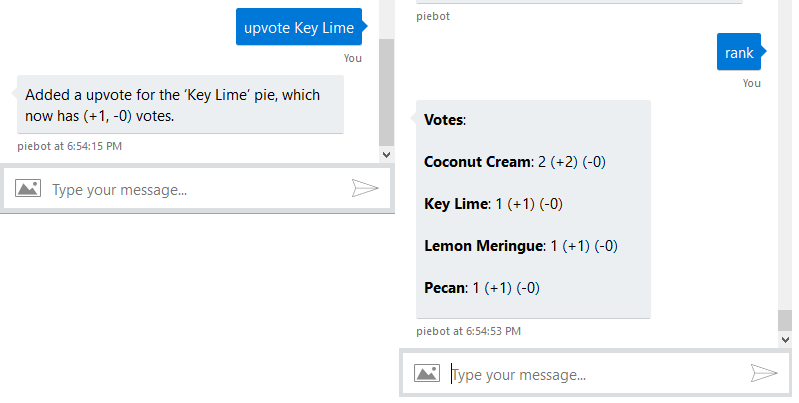 upvote Key Lime
You
Added a upvote for the ‘Key Lime’ pie, which
now has (+1, -0) votes.
piebot at 6:54:15 PM
Type your message...
piebot
rank
You
Votes:
Coconut Cream: 2 (+2) (-0)
Key Lime: 1 (+1) (-0)
Lemon Meringue: 1 (+1) (-0)
Pecan: 1 (+1) (-0)
piebot at 6:54:53 PM
Type your message...